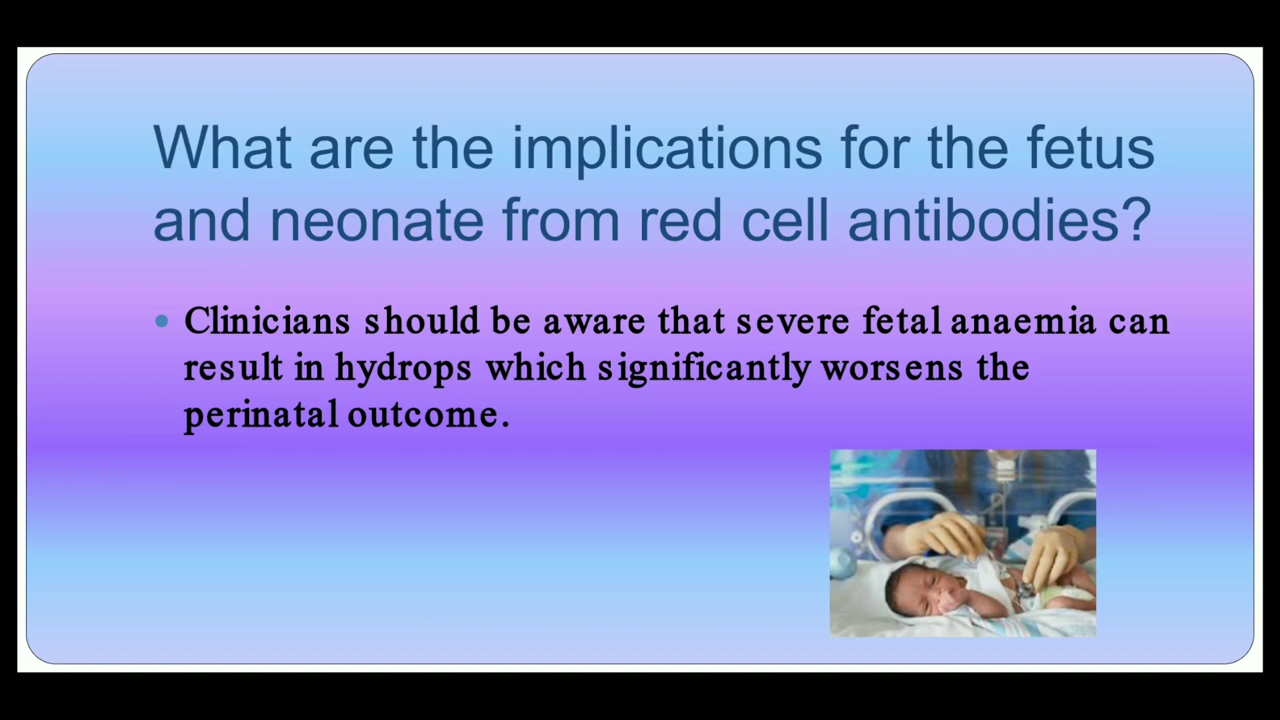 What are the implications for the fetus
and neonate from red cell antibodies?
• Clinicians should be aware that severe fetal anaemia can
result in hydrops which significantly worsens the
perinatal outcome.